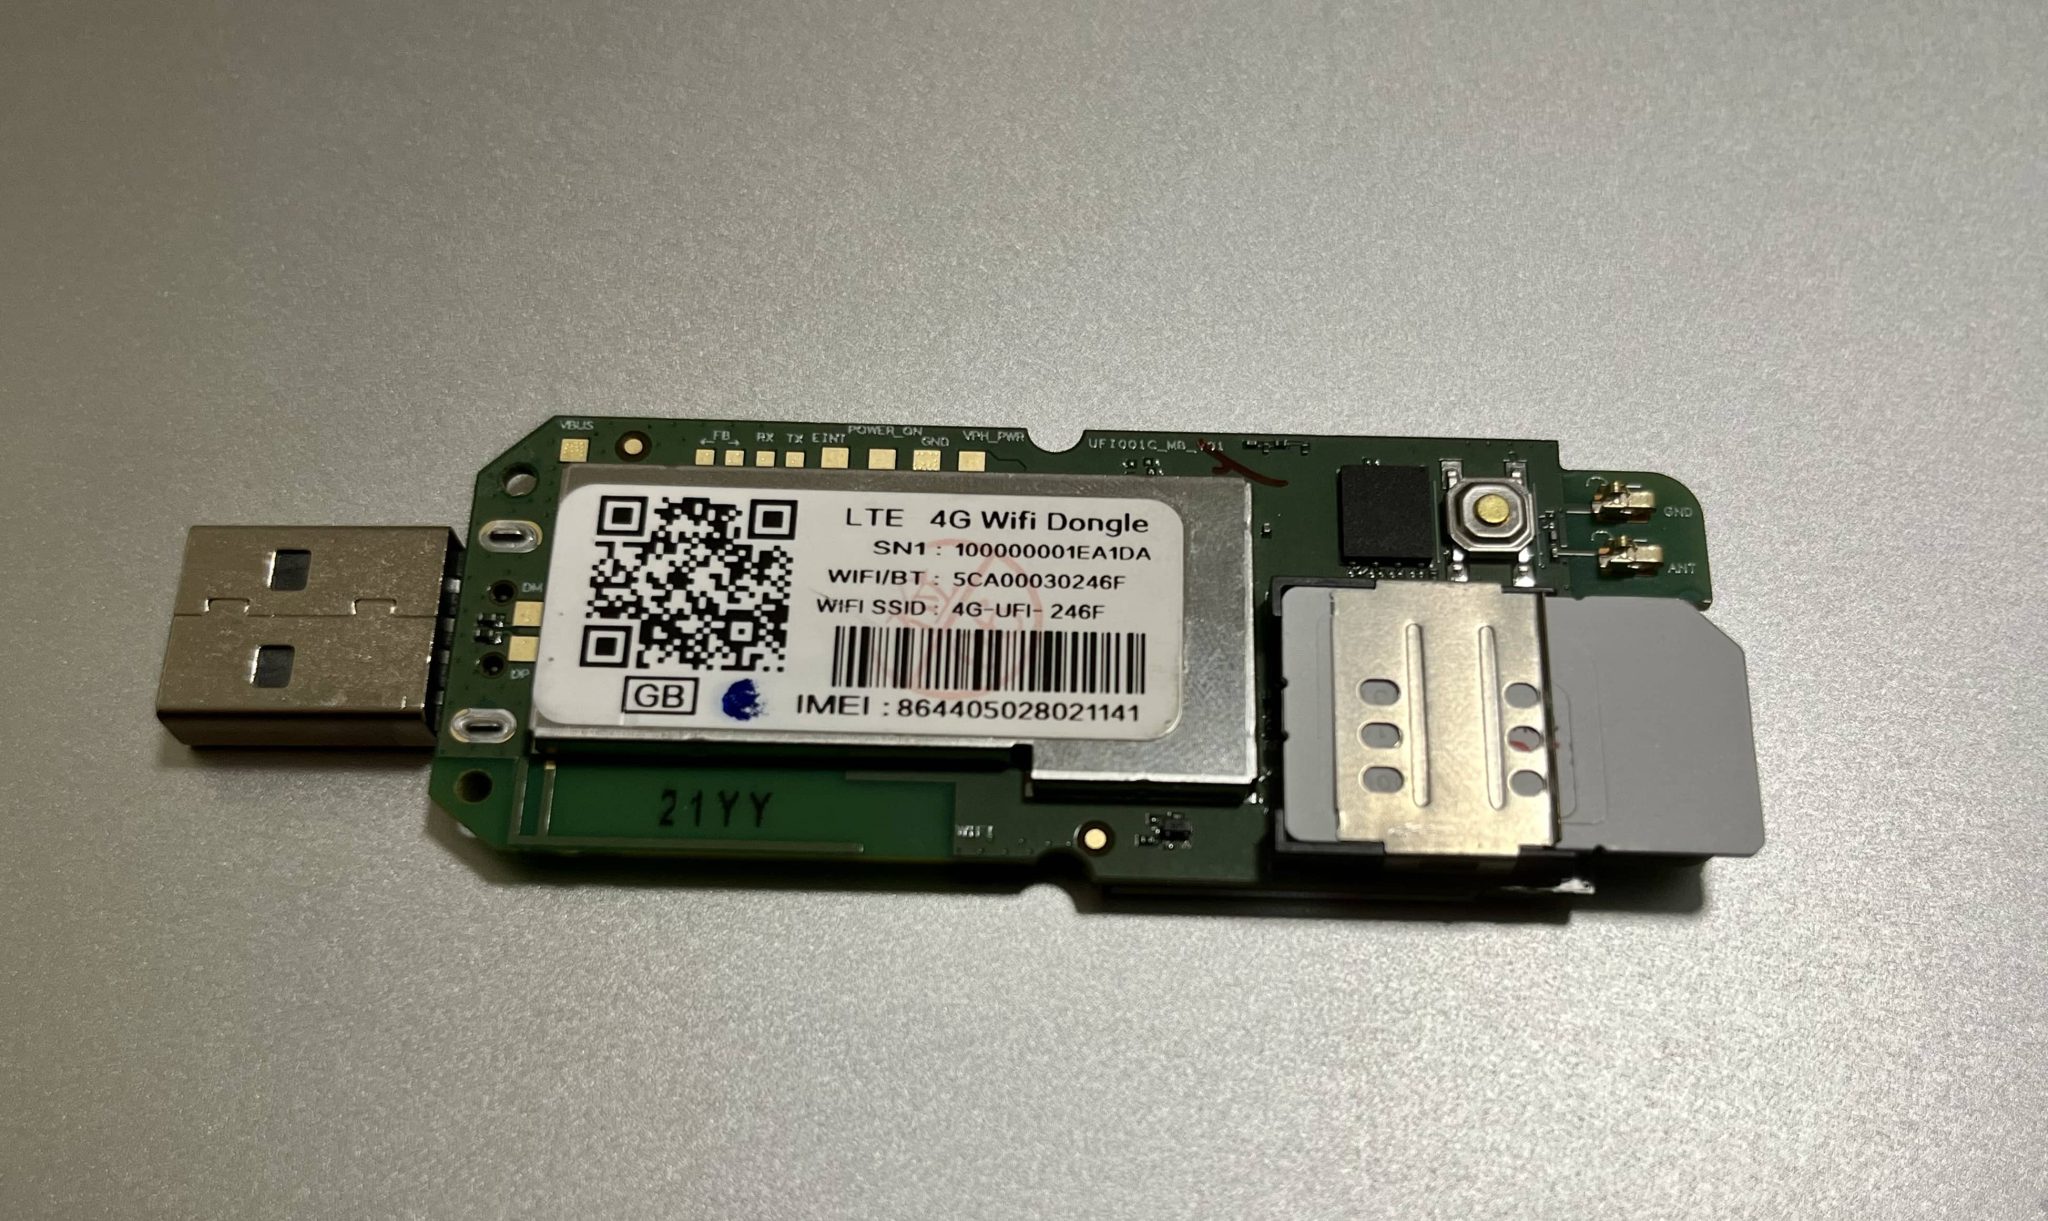 VBUS
FB
RX
TX
EINT
POWER_ON
GND
VPH_PWR
UFI001C_MB_V01
LTE 4G Wifi Dongle
SN1 : 100000001EA1DA
WIFI/BT : 5CA00030246F
WIFI SSID : 4G-UFI- 246F
GB
IMEI : 864405028021141
DM
DP
GND
ANT
21YY
WIFI